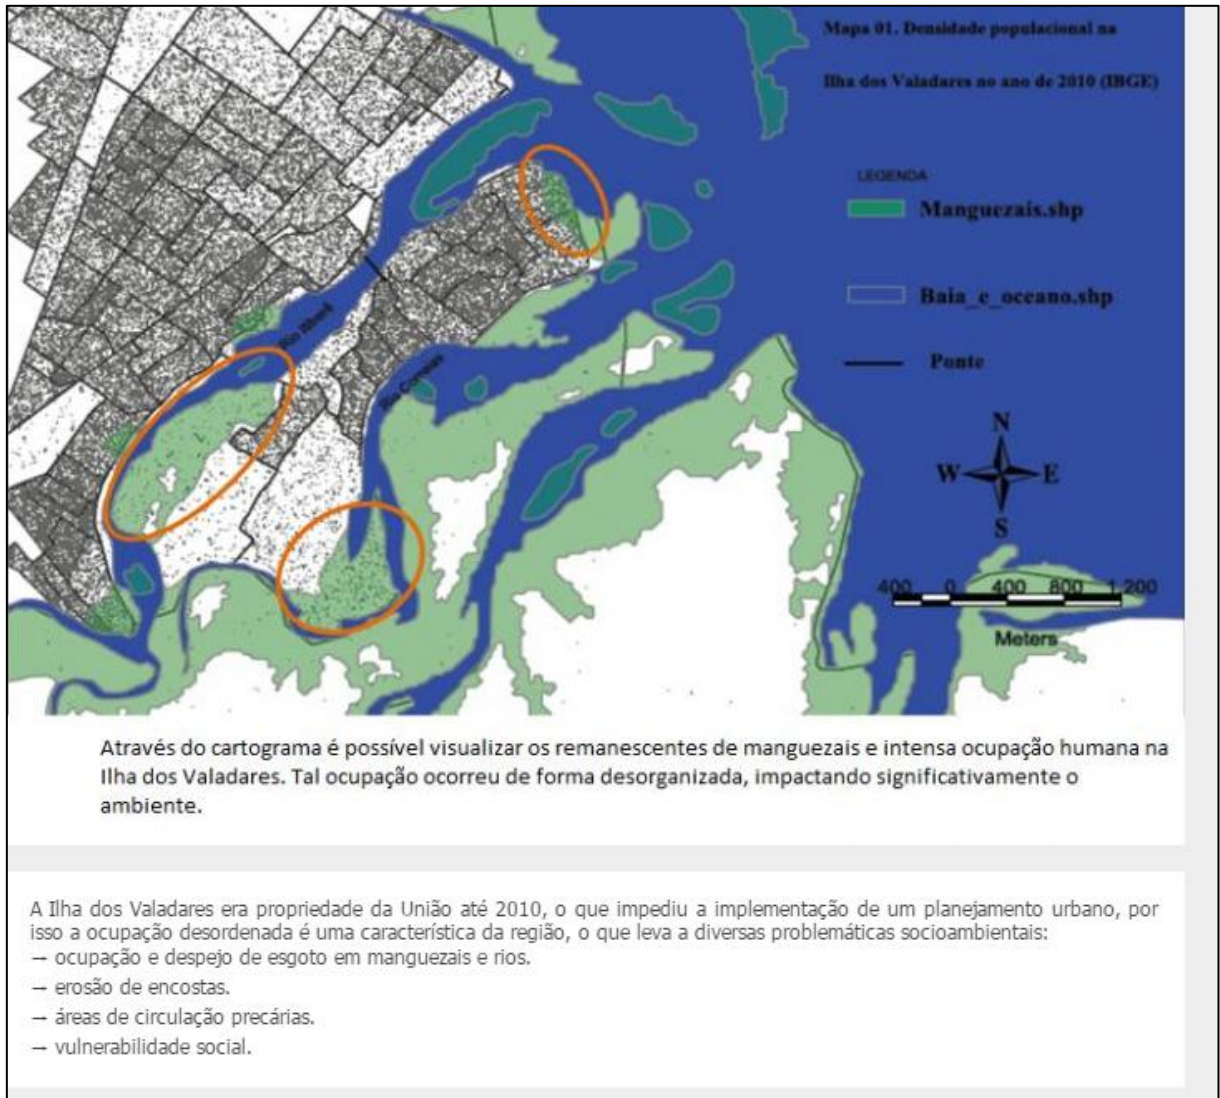 Mapa 01. Densidade populacional na
Ilha dos Valadares no ano de 2010 (IBGE)
LEGENDA
Manguezais.shp
Baia_e_oceano.shp
Ponte
Rio Itiberê
Rio Correias
N
W E
S
400 0 400 800 1.200
Meters
Através do cartograma é possível visualizar os remanescentes de manguezais e intensa ocupação humana na
Ilha dos Valadares. Tal ocupação ocorreu de forma desorganizada, impactando significativamente o
ambiente.
A Ilha dos Valadares era propriedade da União até 2010, o que impediu a implementação de um planejamento urbano, por
isso a ocupação desordenada é uma característica da região, o que leva a diversas problemáticas socioambientais:
→ ocupação e despejo de esgoto em manguezais e rios.
→ erosão de encostas.
→ áreas de circulação precárias.
→ vulnerabilidade social.